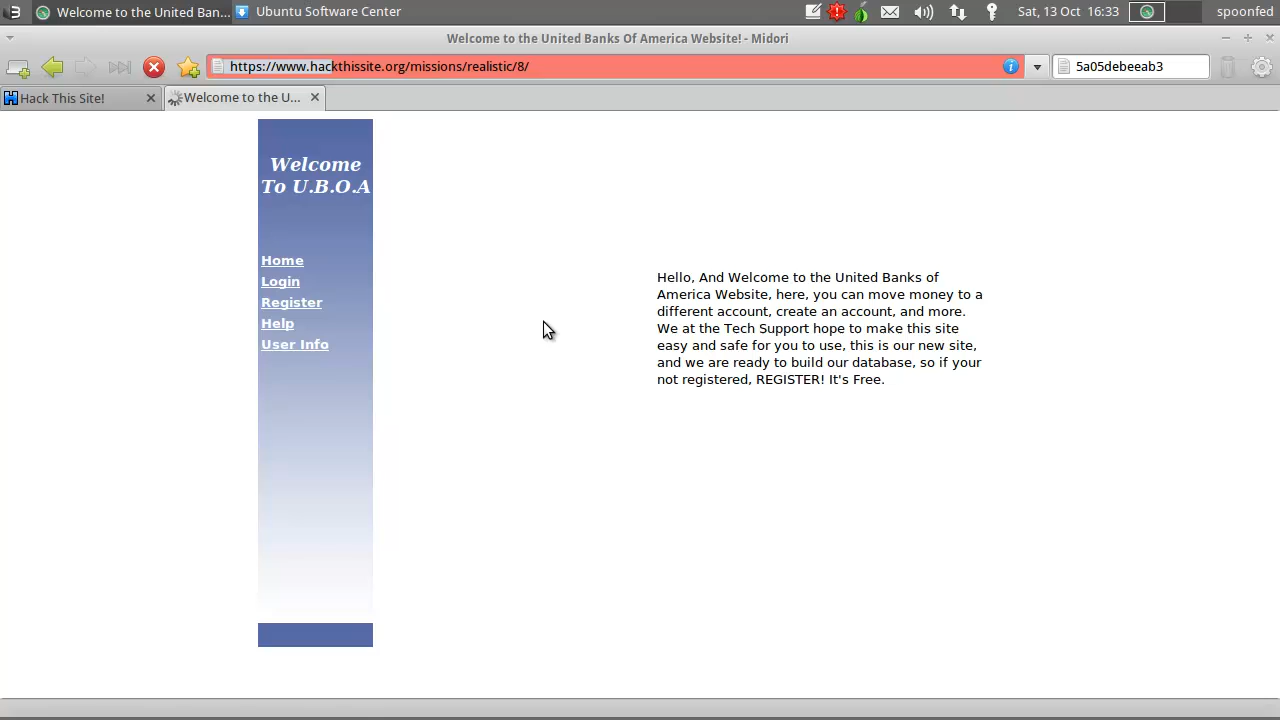 Welcome to the United Ban...
Ubuntu Software Center
Sat, 13 Oct 16:33
spoonfed
Welcome to the United Banks Of America Website! - Midori
https://www.hackthissite.org/missions/realistic/8/
5a05debeeab3
Hack This Site!
Welcome to the U...
Welcome
To U.B.O.A
Home
Login
Register
Help
User Info
Hello, And Welcome to the United Banks of
America Website, here, you can move money to a
different account, create an account, and more.
We at the Tech Support hope to make this site
easy and safe for you to use, this is our new site,
and we are ready to build our database, so if your
not registered, REGISTER! It's Free.